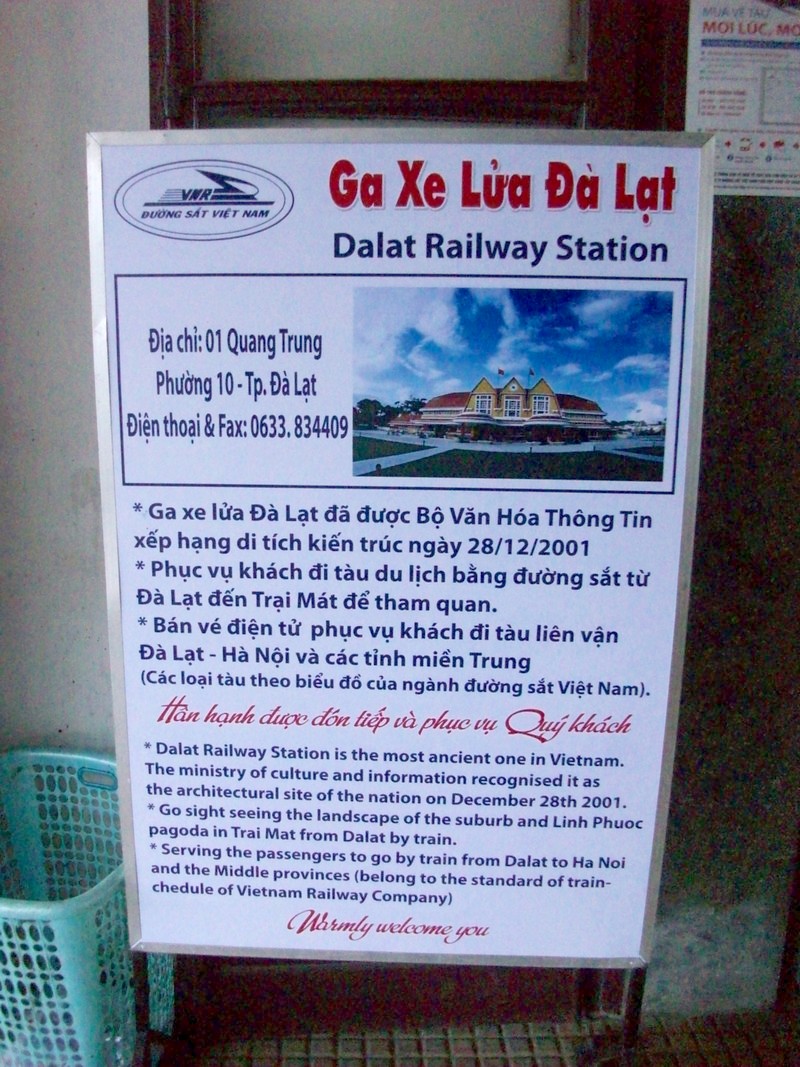 MUA VÉ TÀU
MỌI LÚC, MỌ
VNR
ĐƯỜNG SẮT VIỆT NAM
Ga Xe Lửa Đà Lạt
Dalat Railway Station
Địa chỉ: 01 Quang Trung
Phường 10 - Tp. Đà Lạt
Điện thoại & Fax: 0633. 834409
* Ga xe lửa Đà Lạt đã được Bộ Văn Hóa Thông Tin
xếp hạng di tích kiến trúc ngày 28/12/2001
* Phục vụ khách đi tàu du lịch bằng đường sắt từ
Đà Lạt đến Trại Mát để tham quan.
* Bán vé điện tử phục vụ khách đi tàu liên vận
Đà Lạt - Hà Nội và các tỉnh miền Trung
(Các loại tàu theo biểu đồ của ngành đường sắt Việt Nam).
Hân hạnh được đón tiếp và phục vụ Quý khách
* Dalat Railway Station is the most ancient one in Vietnam.
The ministry of culture and information recognised it as
the architectural site of the nation on December 28th 2001.
* Go sight seeing the landscape of the suburb and Linh Phuoc
pagoda in Trai Mat from Dalat by train.
* Serving the passengers to go by train from Dalat to Ha Noi
and the Middle provinces (belong to the standard of train-
chedule of Vietnam Railway Company)
Warmly welcome you